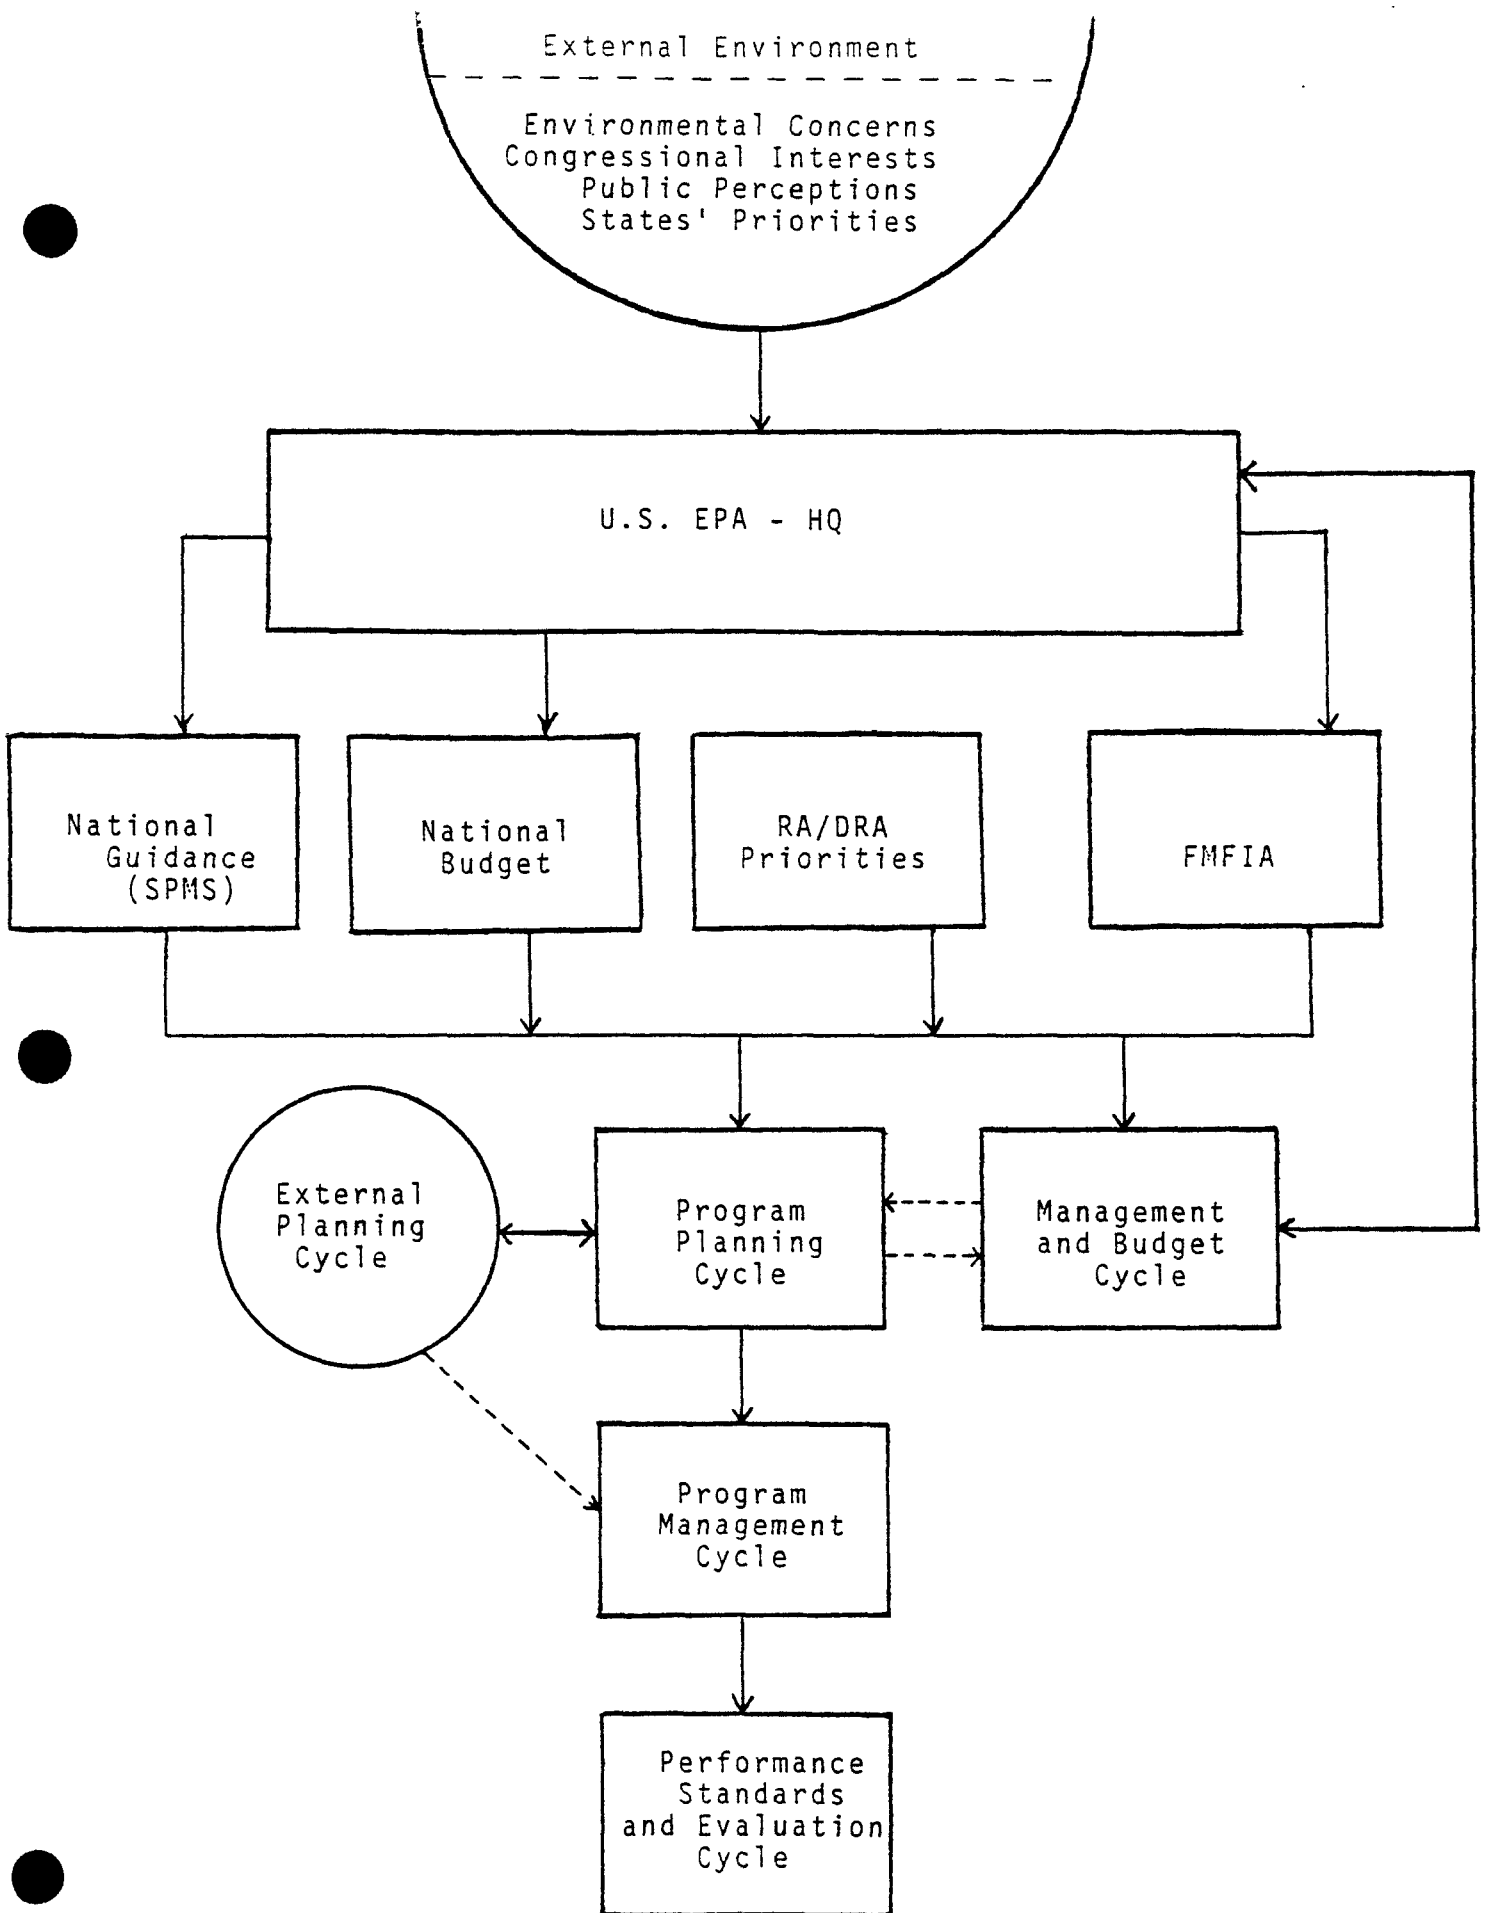 External Environment
Environmental Concerns
Congressional Interests
Public Perceptions
States' Priorities
U.S. EPA - HQ
National
Guidance
(SPMS)
National
Budget
RA/DRA
Priorities
FMFIA
External
Planning
Cycle
Program
Planning
Cycle
Management
and Budget
Cycle
Program
Management
Cycle
Performance
Standards
and Evaluation
Cycle